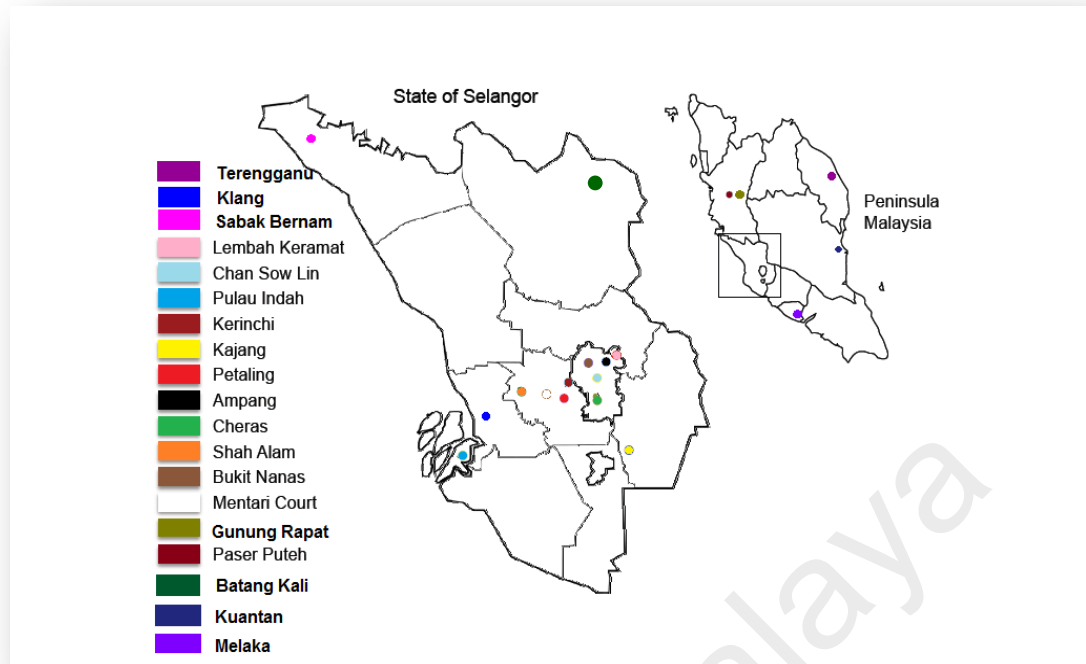 State of Selangor
Terengganu
Klang
Sabak Bernam
Lembah Keramat
Chan Sow Lin
Pulau Indah
Kerinchi
Kajang
Petaling
Ampang
Cheras
Shah Alam
Bukit Nanas
Mentari Court
Gunung Rapat
Paser Puteh
Batang Kali
Kuantan
Melaka
Peninsula
Malaysia
alaya